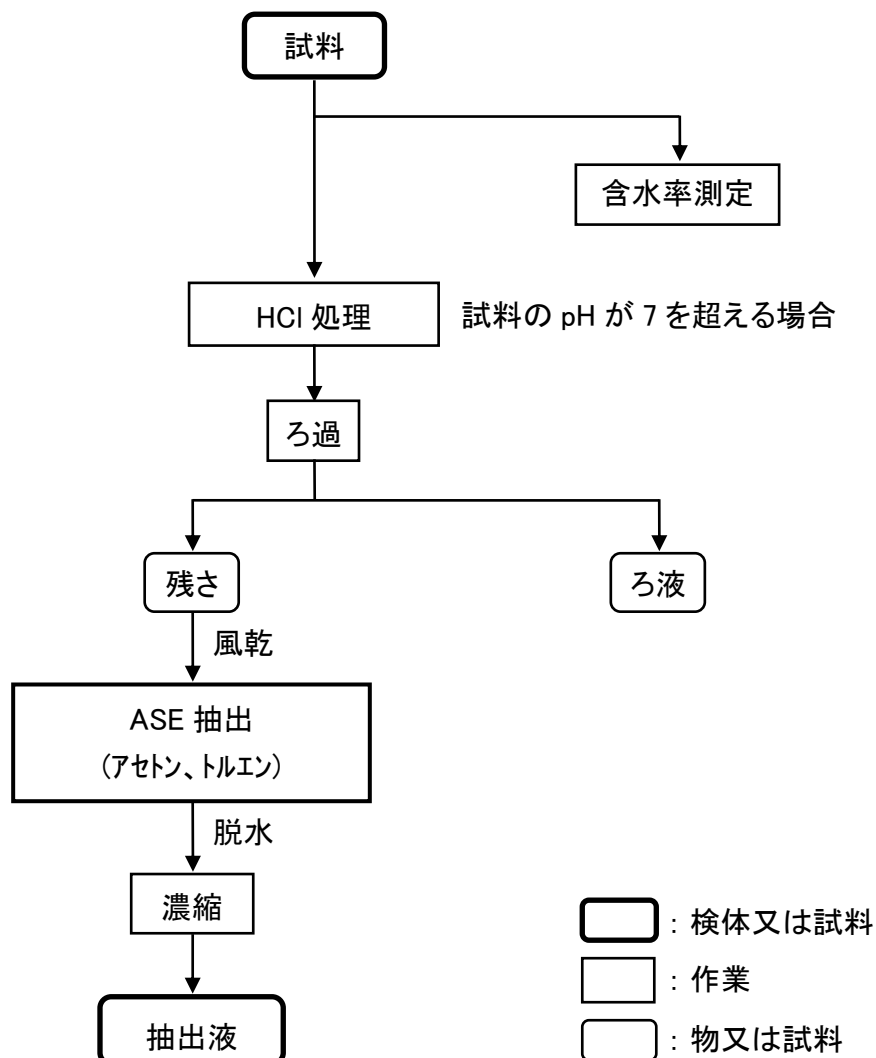 試料
含水率測定
HCl 処理
試料の pH が 7 を超える場合
ろ過
残さ
ろ液
風乾
ASE 抽出
(アセトン、トルエン)
脱水
濃縮
抽出液
: 検体又は試料
: 作業
: 物又は試料